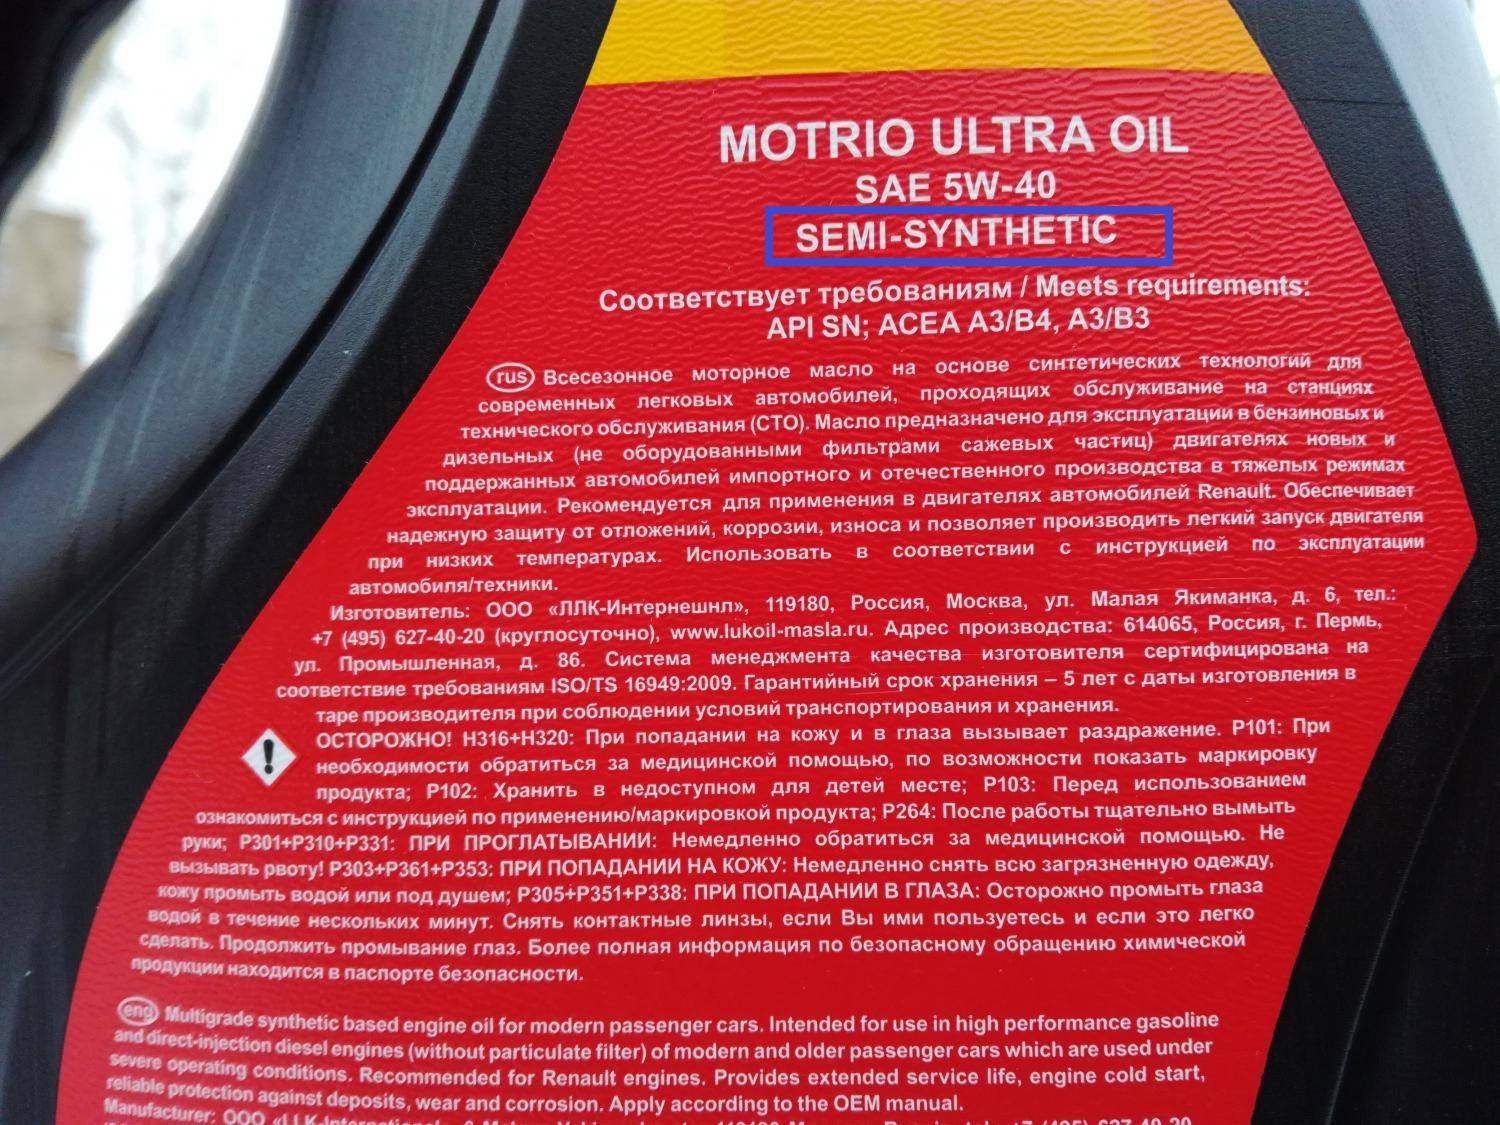 MOTRIO ULTRA OIL
SAE 5W-40
SEMI-SYNTHETIC
Соответствует требованиям / Meets requirements:
API SN; ACEA A3/B4, A3/B3
rus Всесезонное моторное масло на основе синтетических технологий для
современных легковых автомобилей, проходящих обслуживание на станциях
технического обслуживания (СТО). Масло предназначено для эксплуатации в бензиновых и
дизельных (не оборудованными фильтрами сажевых частиц) двигателях новых и
поддержанных автомобилей импортного и отечественного производства в тяжелых режимах
эксплуатации. Рекомендуется для применения в двигателях автомобилей Renault. Обеспечивает
надежную защиту от отложений, коррозии, износа и позволяет производить легкий запуск двигателя
при низких температурах. Использовать в соответствии с инструкцией по эксплуатации
автомобиля/техники.
Изготовитель: ООО «ЛЛК-Интернешнл», 119180, Россия, Москва, ул. Малая Якиманка, д. 6, тел.:
+7 (495) 627-40-20 (круглосуточно), www.lukoil-masla.ru. Адрес производства: 614065, Россия, г. Пермь,
ул. Промышленная, д. 86. Система менеджмента качества изготовителя сертифицирована на
соответствие требованиям ISO/TS 16949:2009. Гарантийный срок хранения – 5 лет с даты изготовления в
таре производителя при соблюдении условий транспортирования и хранения.
ОСТОРОЖНО! H316+H320: При попадании на кожу и в глаза вызывает раздражение. P101: При
необходимости обратиться за медицинской помощью, по возможности показать маркировку
продукта; P102: Хранить в недоступном для детей месте; P103: Перед использованием
ознакомиться с инструкцией по применению/маркировкой продукта; P264: После работы тщательно вымыть
руки; P301+P310+P331: ПРИ ПРОГЛАТЫВАНИИ: Немедленно обратиться за медицинской помощью. Не
вызывать рвоту! P303+P361+P353: ПРИ ПОПАДАНИИ НА КОЖУ: Немедленно снять всю загрязненную одежду,
кожу промыть водой или под душем; P305+P351+P338: ПРИ ПОПАДАНИИ В ГЛАЗА: Осторожно промыть глаза
водой в течение нескольких минут. Снять контактные линзы, если Вы ими пользуетесь и если это легко
сделать. Продолжить промывание глаз. Более полная информация по безопасному обращению химической
продукции находится в паспорте безопасности.
eng Multigrade synthetic based engine oil for modern passenger cars. Intended for use in high performance gasoline
and direct-injection diesel engines (without particulate filter) of modern and older passenger cars which are used under
severe operating conditions. Recommended for Renault engines. Provides extended service life, engine cold start,
reliable protection against deposits, wear and corrosion. Apply according to the OEM manual.
Manufacturer: OOO